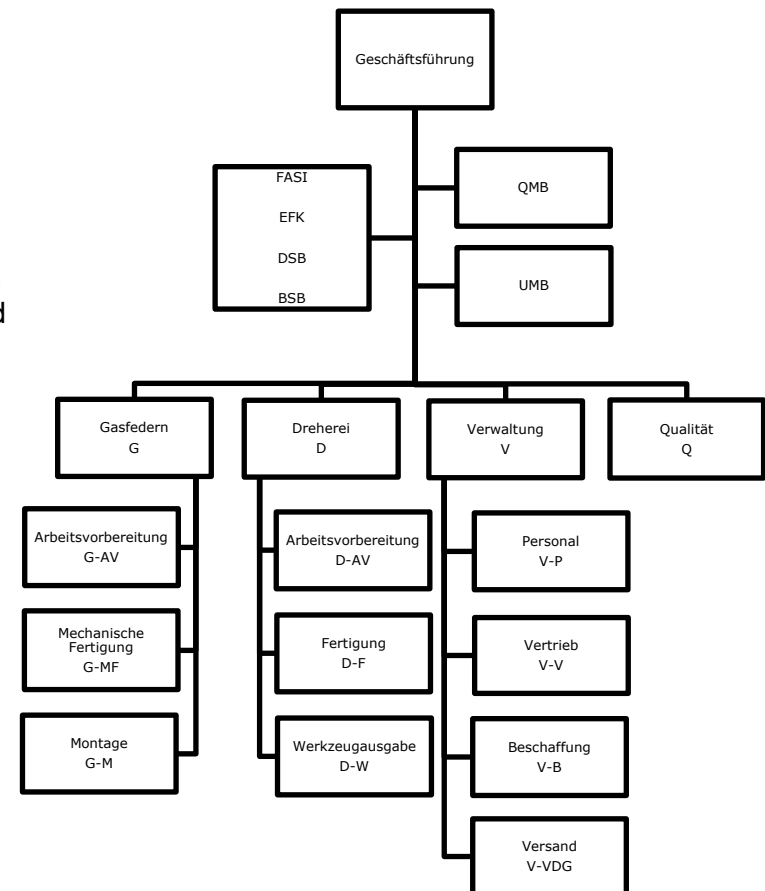 Geschäftsführung
FASI
EFK
DSB
BSB
QMB
UMB
d
Gasfedern
G
Dreherei
D
Verwaltung
V
Qualität
Q
Arbeitsvorbereitung
G-AV
Mechanische
Fertigung
G-MF
Montage
G-M
Arbeitsvorbereitung
D-AV
Fertigung
D-F
Werkzeugausgabe
D-W
Personal
V-P
Vertrieb
V-V
Beschaffung
V-B
Versand
V-VDG